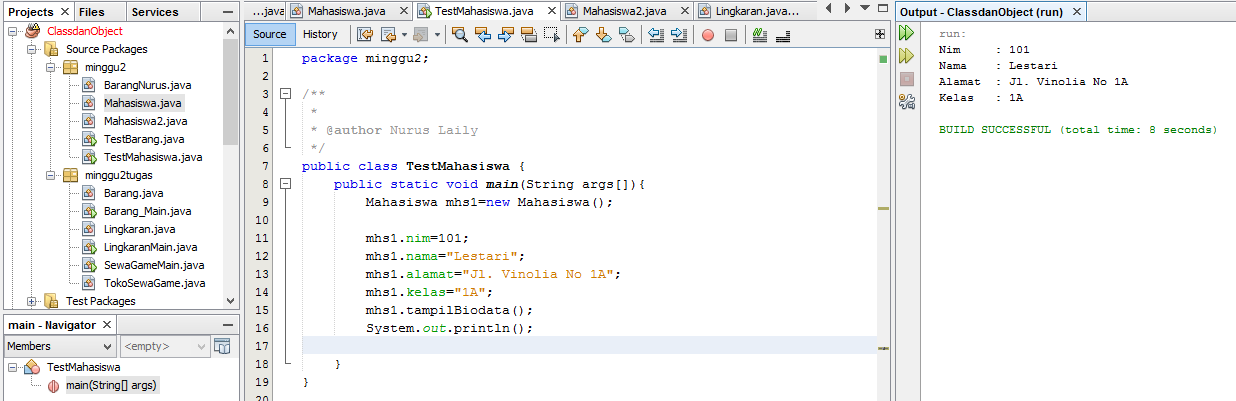 Projects
Files
Services
ClassdanObject
Source Packages
minggu2
BarangNurus.java
Mahasiswa.java
Mahasiswa2.java
TestBarang.java
TestMahasiswa.java
minggu2tugas
Barang.java
Barang_Main.java
Lingkaran.java
LingkaranMain.java
SewaGameMain.java
TokoSewaGame.java
Test Packages
main - Navigator
Members
<empty>
TestMahasiswa
main(String[] args)
...java
Mahasiswa.java
TestMahasiswa.java
Mahasiswa2.java
Lingkaran.java...
Source
History
1 package minggu2;
2
3 /**
4 *
5 * @author Nurus Laily
6 */
7 public class TestMahasiswa {
8 public static void main(String args[]){
9 Mahasiswa mhs1=new Mahasiswa();
10
11 mhs1.nim=101;
12 mhs1.nama="Lestari";
13 mhs1.alamat="Jl. Vinolia No 1A";
14 mhs1.kelas="1A";
15 mhs1.tampilBiodata();
16 System.out.println();
17
18 }
19 }
20
Output - ClassdanObject (run)
run:
Nim : 101
Nama : Lestari
Alamat : Jl. Vinolia No 1A
Kelas : 1A
BUILD SUCCESSFUL (total time: 8 seconds)